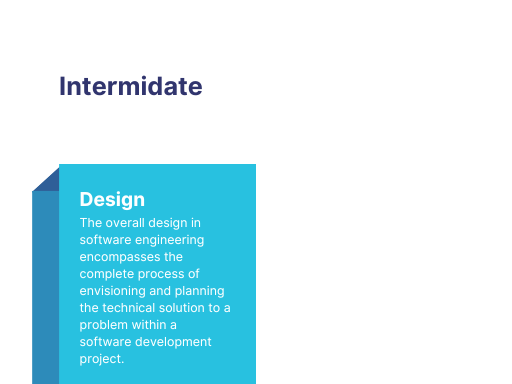 Intermidate
Design
The overall design in
software engineering
encompasses the
complete process of
envisioning and planning
the technical solution to a
problem within a
software development
project.